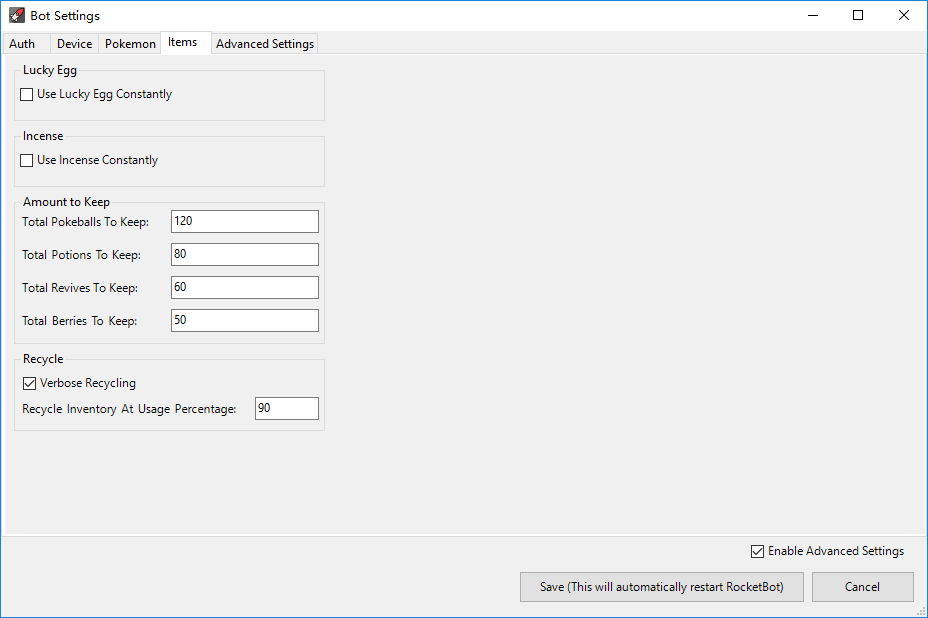 Bot Settings
Auth Device Pokemon Items Advanced Settings
Lucky Egg
Use Lucky Egg Constantly
Incense
Use Incense Constantly
Amount to Keep
Total Pokeballs To Keep: 120
Total Potions To Keep: 80
Total Revives To Keep: 60
Total Berries To Keep: 50
Recycle
Verbose Recycling
Recycle Inventory At Usage Percentage: 90
Enable Advanced Settings
Save (This will automatically restart RocketBot) Cancel